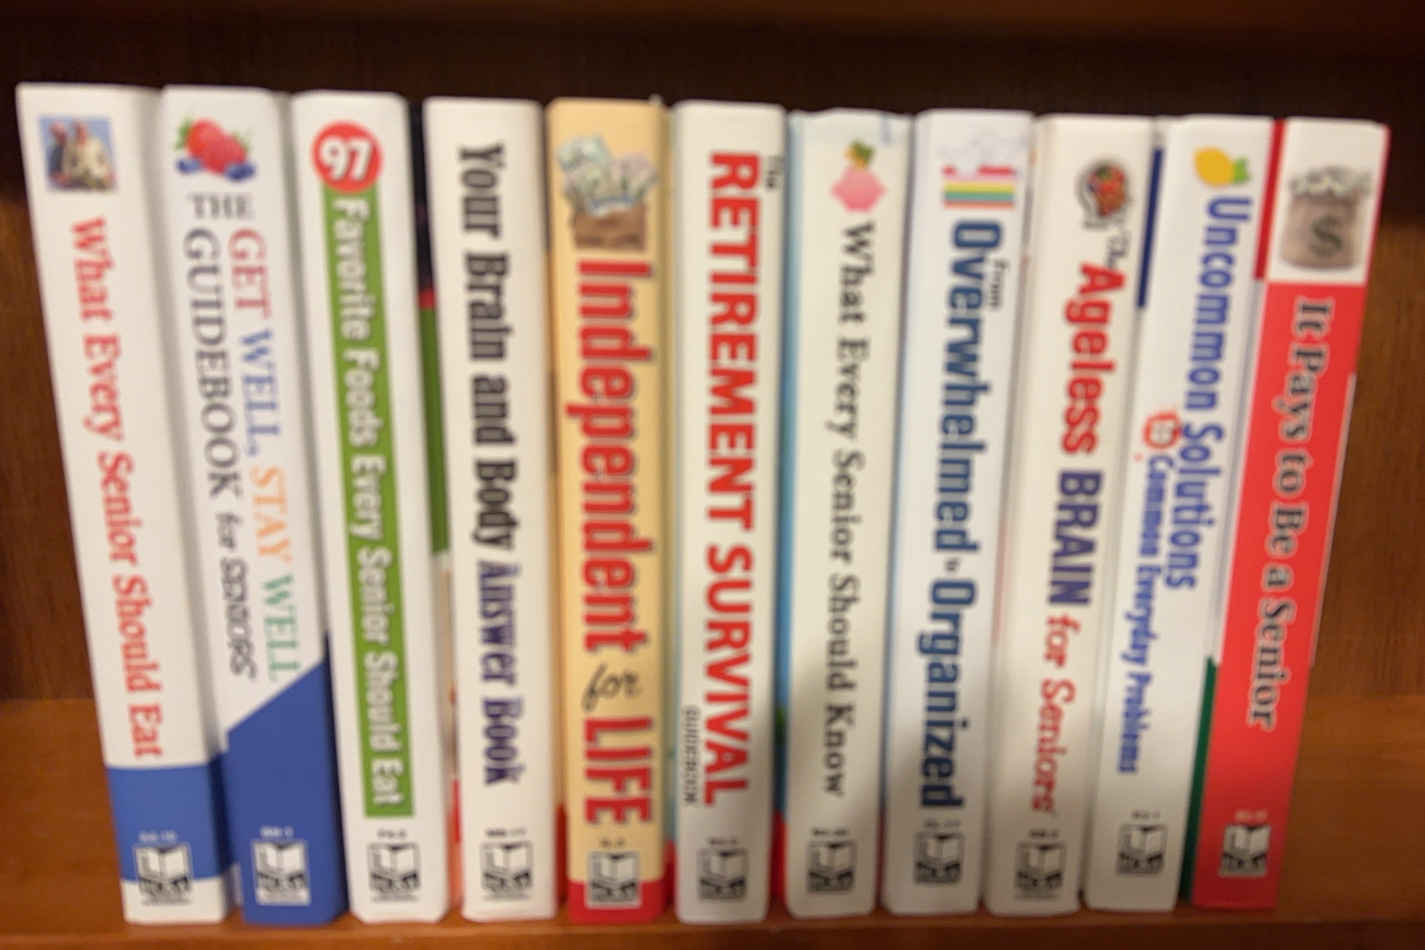 What Every Senior Should Eat
THE GET WELL, STAY WELL
GUIDEBOOK for SENIORS
97
Favorite Foods Every Senior Should Eat
Your Brain and Body Answer Book
Independent for LIFE
The
RETIREMENT SURVIVAL
GUIDEBOOK
What Every Senior Should Know
From
Overwhelmed to Organized
The
Ageless BRAIN for Seniors
Uncommon Solutions
to Common Everyday Problems
$
It Pays to Be a Senior